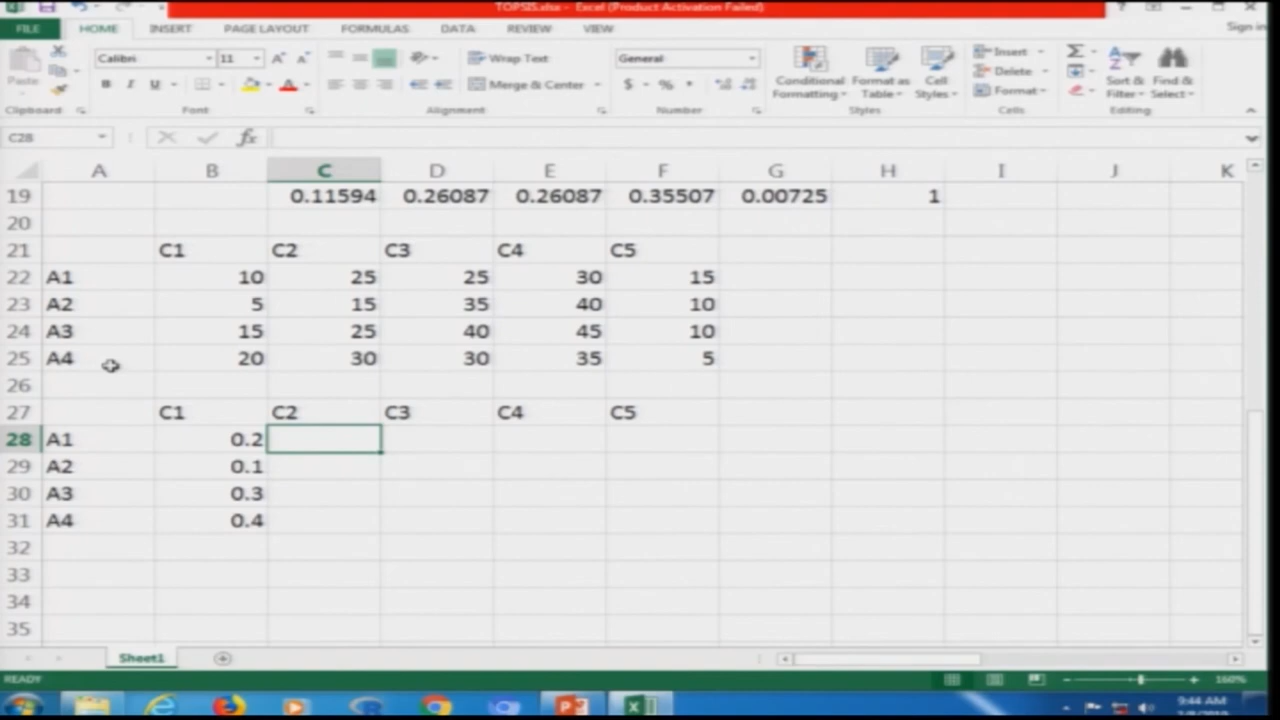 TOPSIS.xlsx - Excel (Product Activation Failed)
FILE HOME INSERT PAGE LAYOUT FORMULAS DATA REVIEW VIEW Sign in
Paste Calibri 11 Wrap Text General Conditional Formatting Format as Table Cell Styles Insert Delete Format Sort & Filter Find & Select
B I U Merge & Center $ %
Clipboard Font Alignment Number Styles Cells Editing
C28 fx
A B C D E F G H I J K
19 0.11594 0.26087 0.26087 0.35507 0.00725 1
20
21 C1 C2 C3 C4 C5
22 A1 10 25 25 30 15
23 A2 5 15 35 40 10
24 A3 15 25 40 45 10
25 A4 20 30 30 35 5
26
27 C1 C2 C3 C4 C5
28 A1 0.2
29 A2 0.1
30 A3 0.3
31 A4 0.4
32
33
34
35
Sheet1
READY 160%
9:44 AM